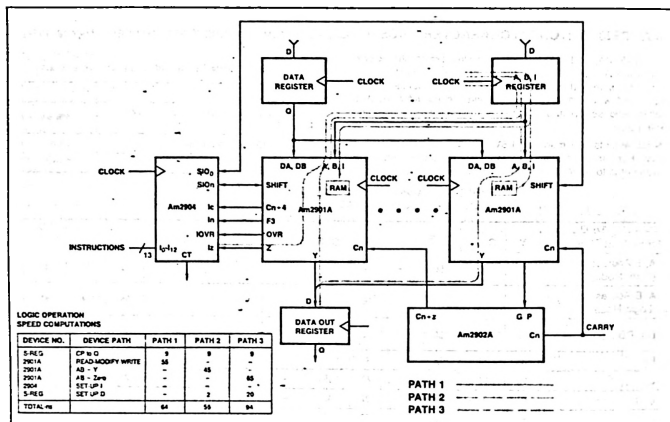 D
D
DATA
REGISTER
CLOCK
CLOCK
A, B, I
REGISTER
Q
CLOCK
SIO₀
SIOn
SHIFT
DA, DB
A, B, I
RAM
CLOCK
CLOCK
DA, DB
A, B, I
RAM
SHIFT
Am2904
Ic
Cn-4
Am2901A
Am2901A
In
F3
IOVR
OVR
Cn
Cn
INSTRUCTIONS
13
I₀-I₁₂
Iz
Z
CT
Y
Y
D
DATA OUT
REGISTER
Q
Cn-z
G P
Cn
CARRY
Am2902A
LOGIC OPERATION
SPEED COMPUTATIONS
DEVICE NO. DEVICE PATH PATH 1 PATH 2 PATH 3
S-REG CP to Q 9 9 9
2901A READ-MODIFY WRITE 55 - -
2901A AB - Y - 45 -
2901A AB - Zero - - 65
2904 SET UP I - - -
S-REG SET UP D - 2 20
TOTAL-ns 64 56 94
PATH 1
PATH 2
PATH 3